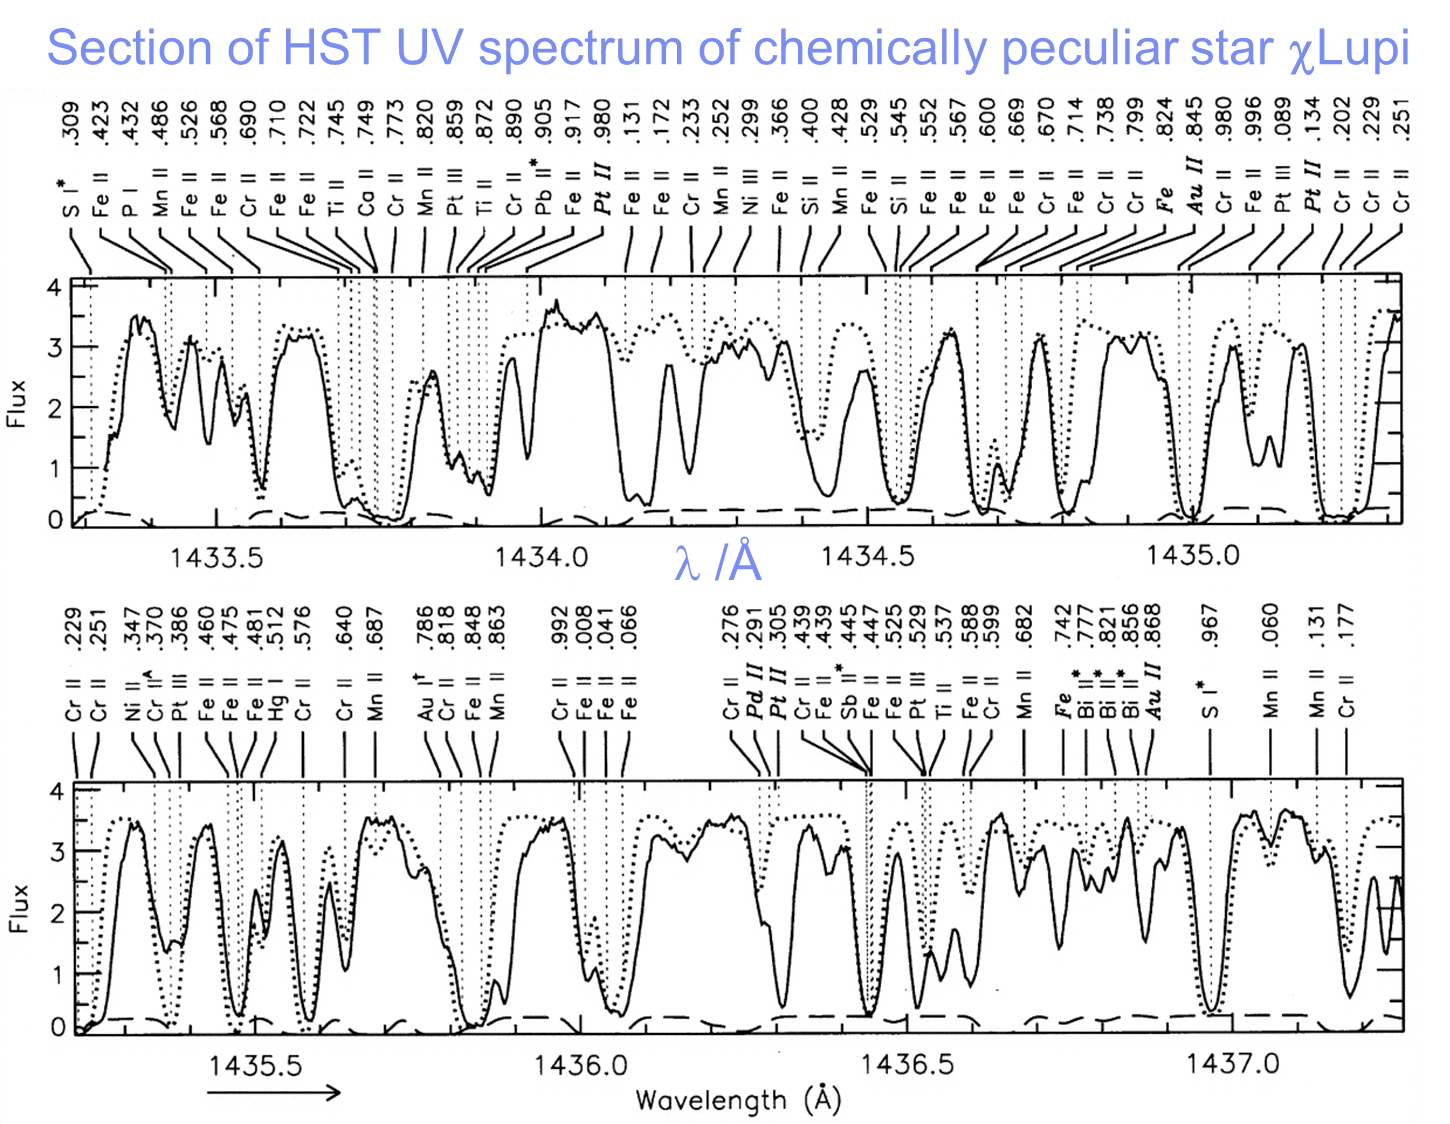 Section of HST UV spectrum of chemically peculiar star χLupi
S I* .309
Fe II .423
P I .432
Mn II .486
Fe II .526
Fe II .568
Cr II .690
Fe II .710
Fe II .722
Ti II .745
Ca II .749
Cr II .773
Mn II .820
Pt III .859
Ti II .872
Cr II .890
Pb II* .905
Fe II .917
Pt II .980
Fe II .131
Fe II .172
Cr II .233
Mn II .252
Ni III .299
Fe II .366
Si II .400
Mn II .428
Fe II .529
Si II .545
Fe II .552
Fe II .567
Fe II .600
Fe II .669
Cr II .670
Fe II .714
Cr II .738
Cr II .799
Fe .824
Au II .845
Cr II .980
Fe II .996
Pt III .089
Pt II .134
Cr II .202
Cr II .229
Cr II .251
Flux
4
3
2
1
0
1433.5 1434.0 1434.5 1435.0
λ /Å
Cr II .229
Cr II .251
Ni II .347
Cr IIᴬ .370
Pt III .386
Fe II .460
Fe II .475
Fe II .481
Hg I .512
Cr II .576
Cr II .640
Mn II .687
Au I† .786
Cr II .818
Fe II .848
Mn II .863
Cr II .992
Fe II .008
Fe II .041
Fe II .066
Cr II .276
Pd II .291
Pt II .305
Cr II .439
Fe II .439
Sb II* .445
Fe II .447
Fe II .525
Pt III .529
Ti II .537
Fe II .588
Cr II .599
Mn II .682
Fe .742
Bi II* .777
Bi II* .821
Bi II* .856
Au II .868
S I* .967
Mn II .060
Mn II .131
Cr II .177
Flux
4
3
2
1
0
1435.5 1436.0 1436.5 1437.0
Wavelength (Å)